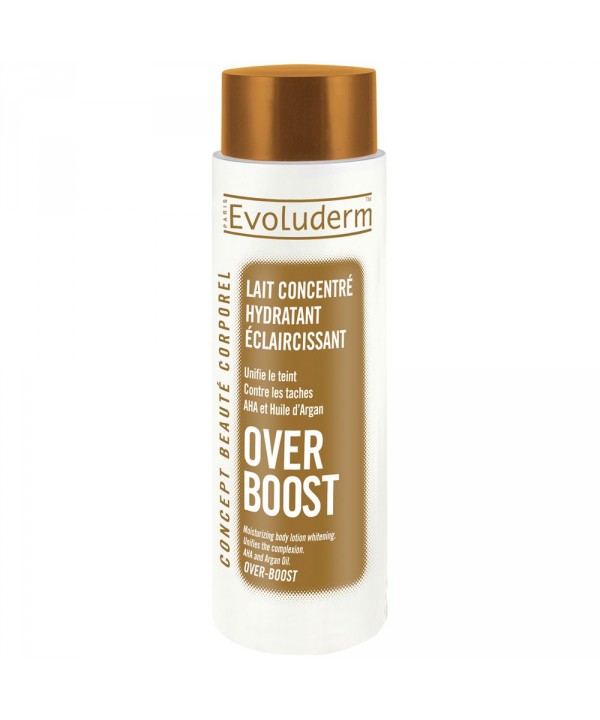 PARIS
Evoluderm™
CONCEPT BEAUTÉ CORPOREL
LAIT CONCENTRÉ
HYDRATANT
ÉCLAIRCISSANT
Unifie le teint
Contre les taches
AHA et Huile d'Argan
OVER
BOOST
Moisturizing body lotion whitening.
Unifies the complexion.
AHA and Argan Oil.
OVER-BOOST